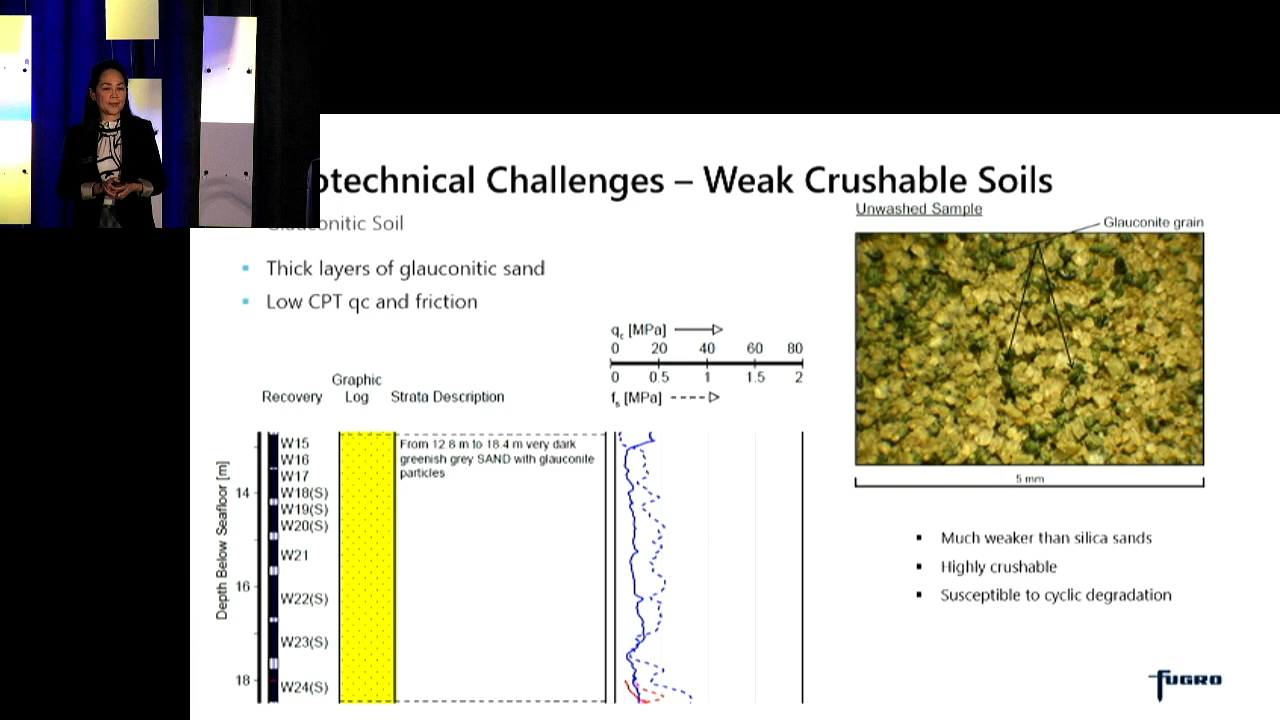 otechnical Challenges – Weak Crushable Soils
Glauconitic Soil
Thick layers of glauconitic sand
Low CPT qc and friction
Unwashed Sample
Glauconite grain
5 mm
qc [MPa]
0 20 40 60 80
0 0.5 1 1.5 2
fs [MPa]
Recovery
Graphic
Log
Strata Description
Depth Below Seafloor [m]
14
16
18
W15
W16
W17
W18(S)
W19(S)
W20(S)
W21
W22(S)
W23(S)
W24(S)
From 12.8 m to 18.4 m very dark
greenish grey SAND with glauconite
particles
Much weaker than silica sands
Highly crushable
Susceptible to cyclic degradation
FUGRO